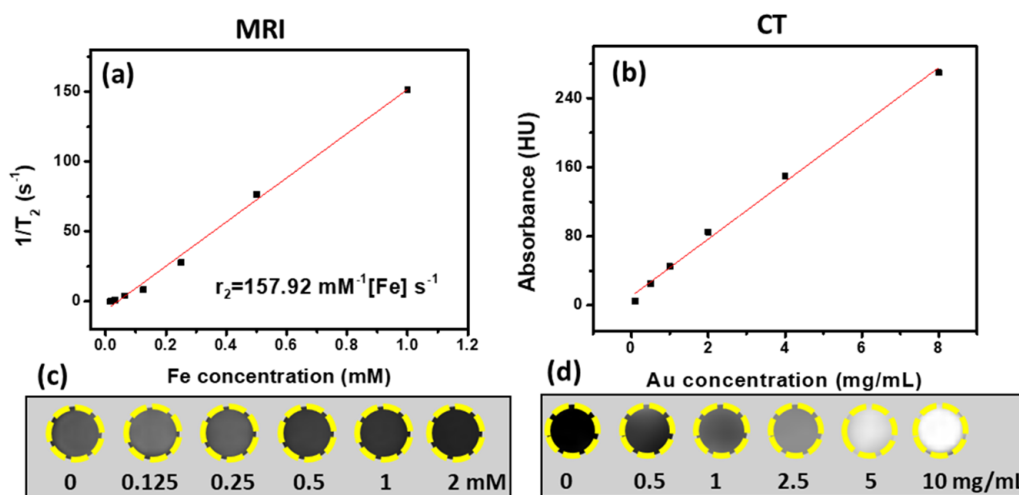 MRI
(a)
1/T₂ (s⁻¹)
150
100
50
0
r₂=157.92 mM⁻¹[Fe] s⁻¹
0.0 0.2 0.4 0.6 0.8 1.0 1.2
Fe concentration (mM)
CT
(b)
Absorbance (HU)
240
160
80
0
0 2 4 6 8
Au concentration (mg/mL)
(c)
0 0.125 0.25 0.5 1 2 mM
(d)
0 0.5 1 2.5 5 10 mg/mL